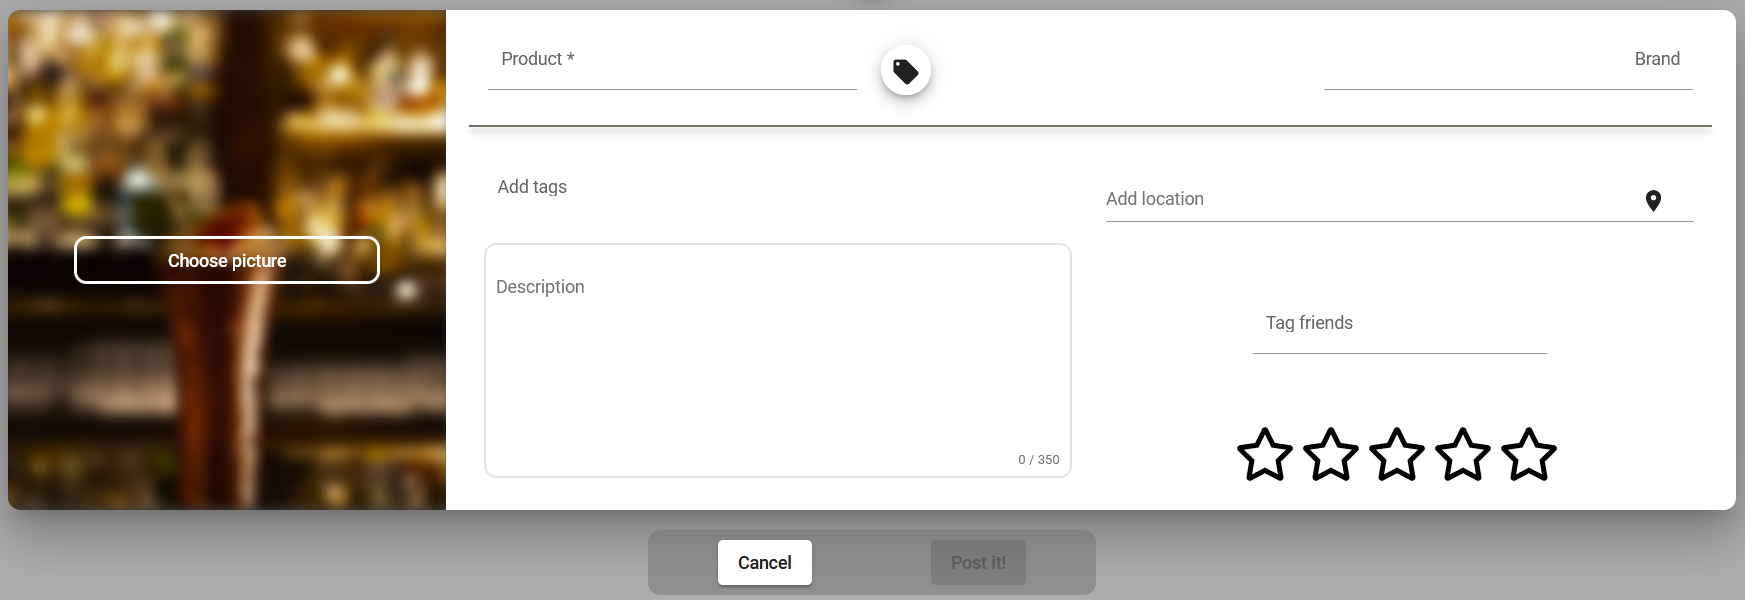 Product *
Brand
Add tags
Add location
Choose picture
Description
Tag friends
0 / 350
Cancel
Post it!